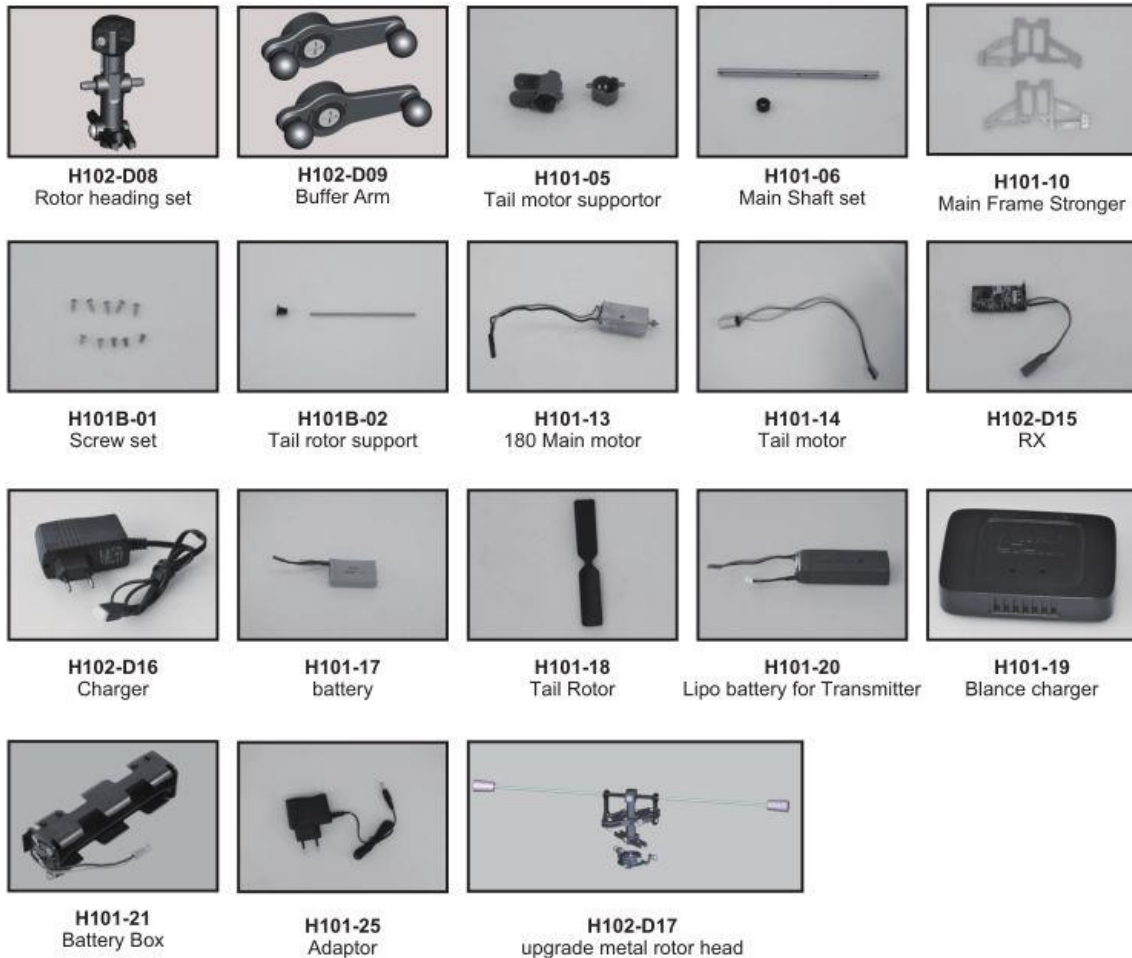 H102-D08
Rotor heading set
H102-D09
Buffer Arm
H101-05
Tail motor supportor
H101-06
Main Shaft set
H101-10
Main Frame Stronger
H101B-01
Screw set
H101B-02
Tail rotor support
H101-13
180 Main motor
H101-14
Tail motor
H102-D15
RX
H102-D16
Charger
H101-17
battery
H101-18
Tail Rotor
H101-20
Lipo battery for Transmitter
H101-19
Blance charger
H101-21
Battery Box
H101-25
Adaptor
H102-D17
upgrade metal rotor head